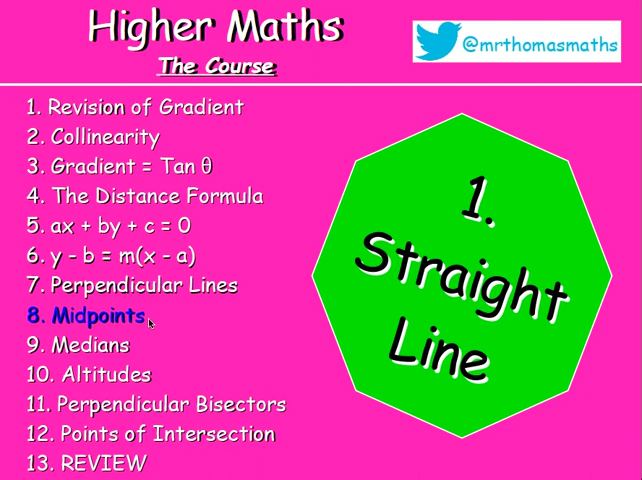 Higher Maths
The Course
@mrthomasmaths
1. Revision of Gradient
2. Collinearity
3. Gradient = Tan θ
4. The Distance Formula
5. ax + by + c = 0
6. y - b = m(x - a)
7. Perpendicular Lines
8. Midpoints
9. Medians
10. Altitudes
11. Perpendicular Bisectors
12. Points of Intersection
13. REVIEW
1.
Straight
Line